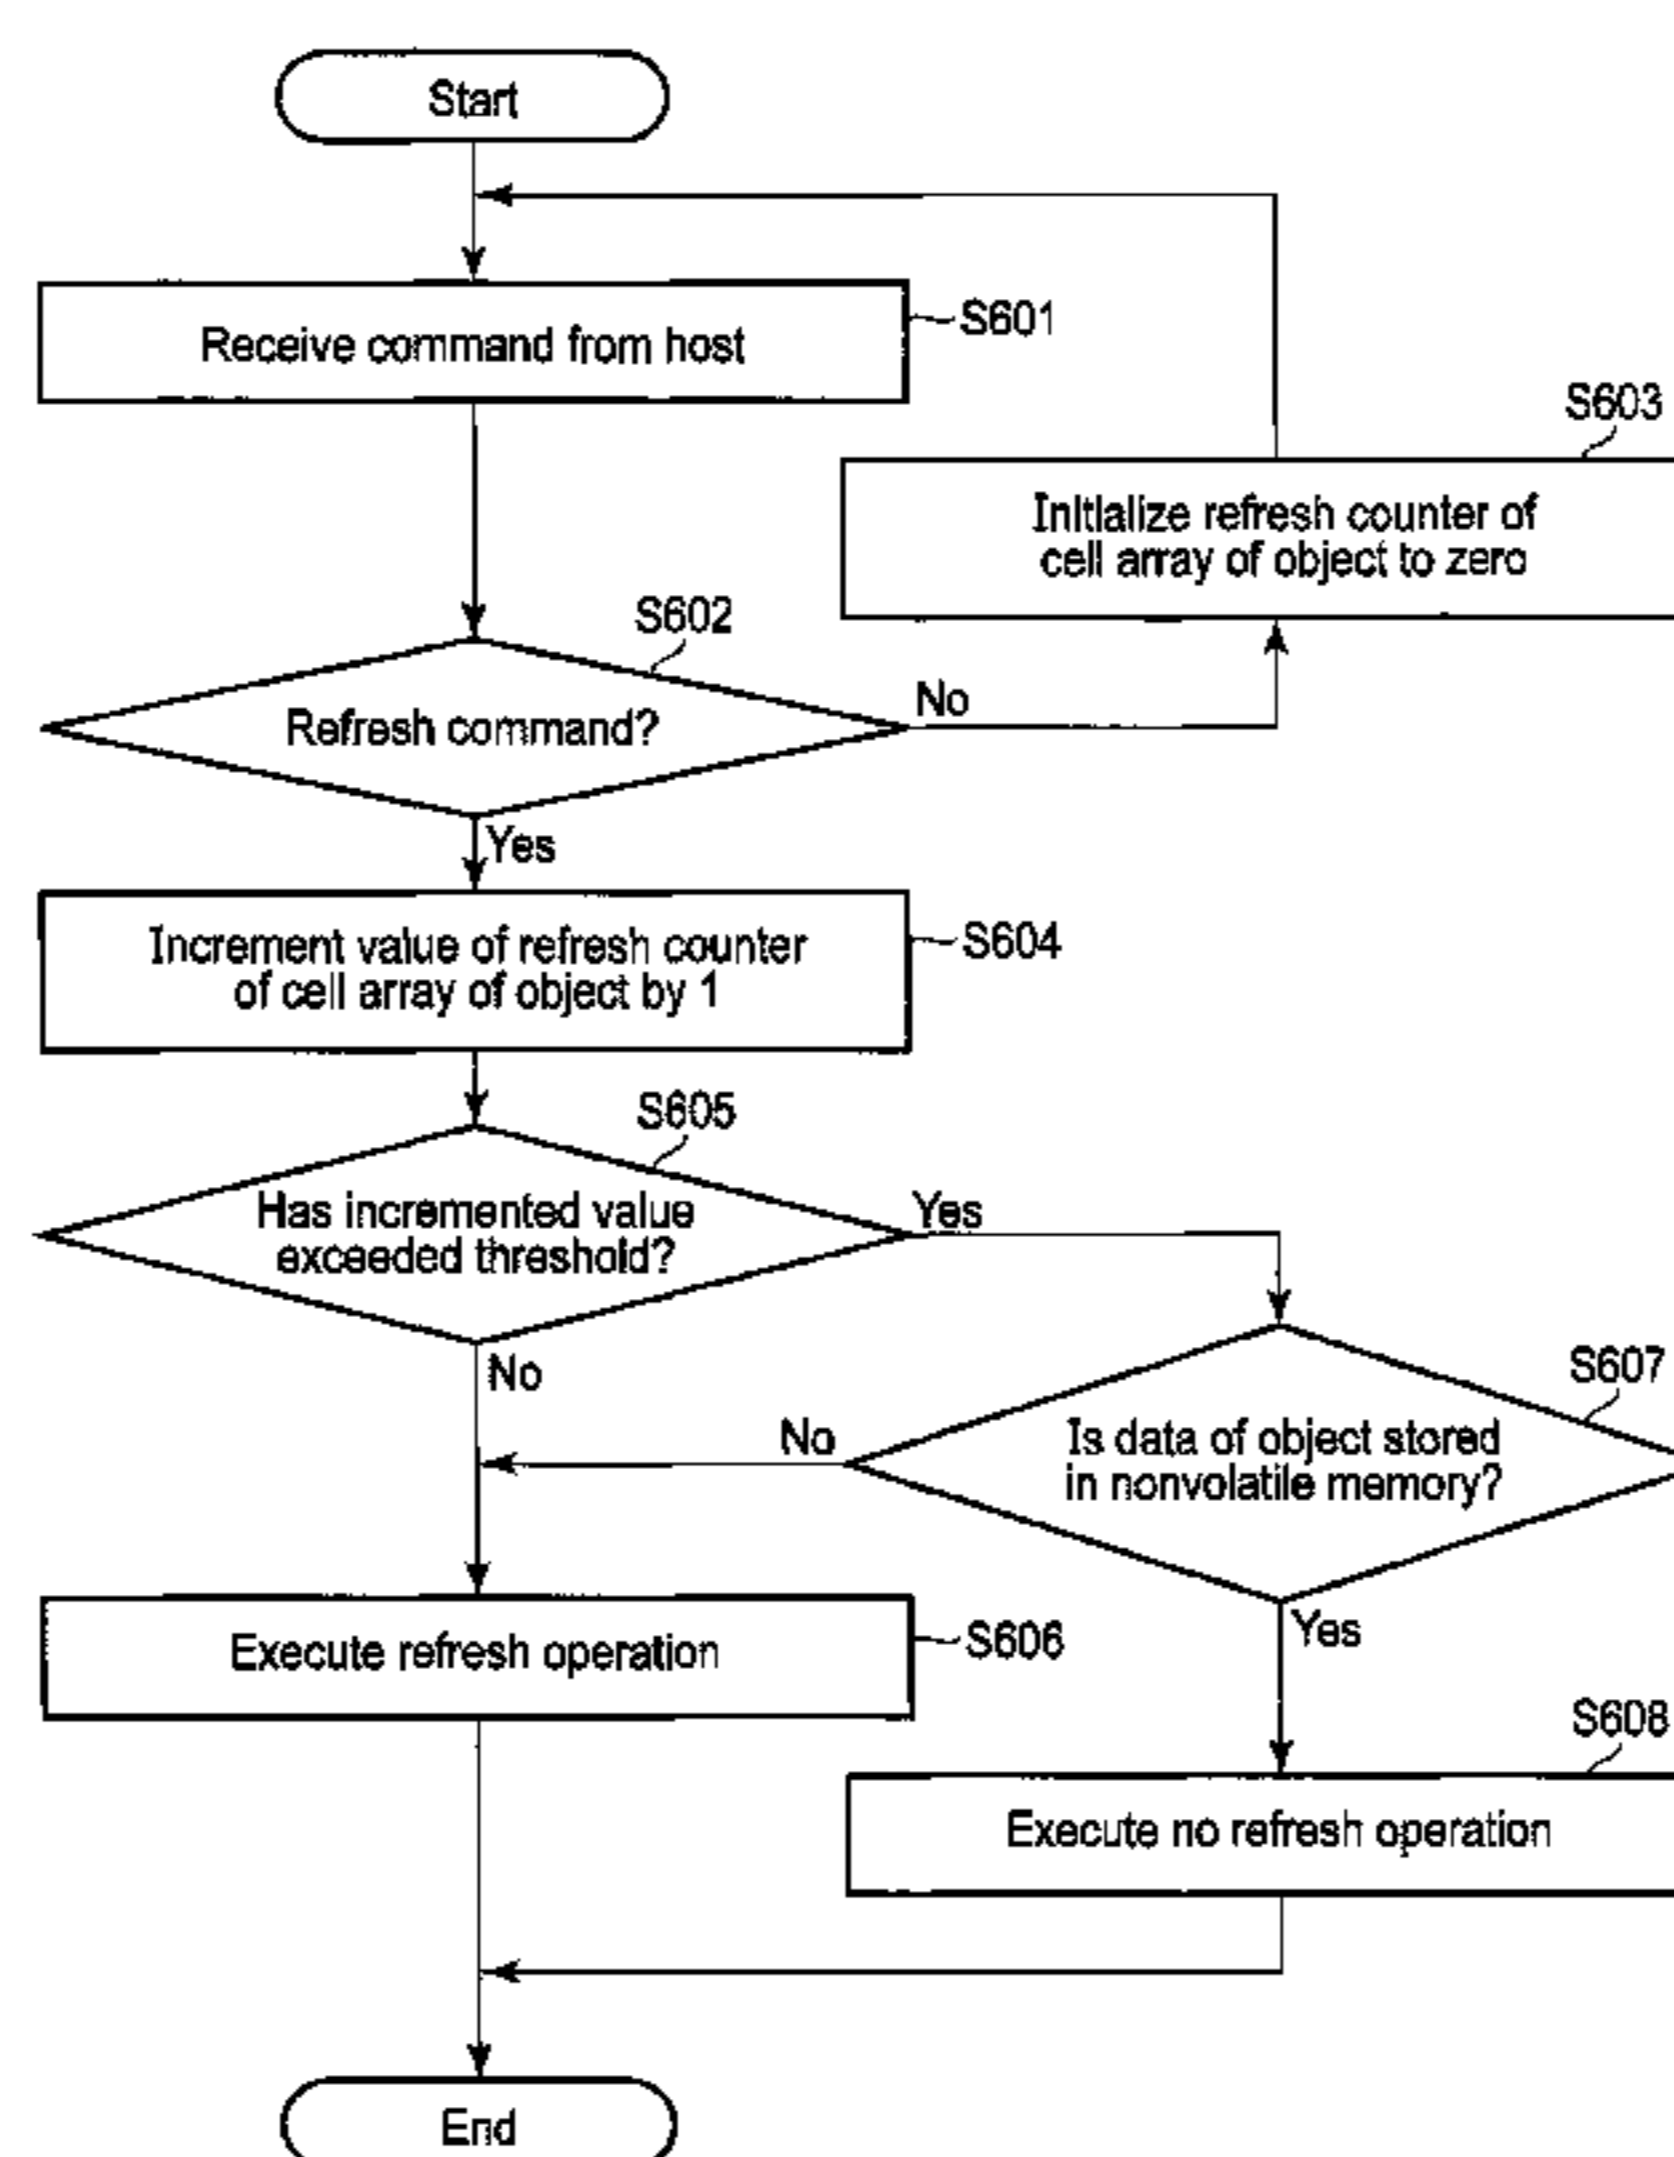 Start
Receive command from host
S601
S603
Initialize refresh counter of
cell array of object to zero
S602
Refresh command?
No
Yes
Increment value of refresh counter
of cell array of object by 1
S604
S605
Has incremented value
exceeded threshold?
Yes
No
S607
Is data of object stored
in nonvolatile memory?
No
Yes
Execute refresh operation
S606
S608
Execute no refresh operation
End